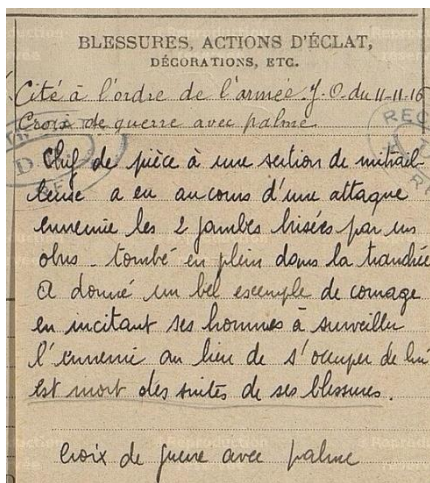 BLESSURES, ACTIONS D'ÉCLAT,
DÉCORATIONS, ETC.
Cité à l'ordre de l'armée J.O. du 11-11-16
Croix de guerre avec palme
Chef de pièce à une section de mitrail-
leuse a eu au cours d'une attaque
ennemie les 2 jambes brisées par un
obus - tombé en plein dans la tranchée
A donné un bel exemple de courage
en incitant ses hommes à surveiller
l'ennemi au lieu de s'occuper de lui
est mort des suites de ses blessures.
Croix de guerre avec palme